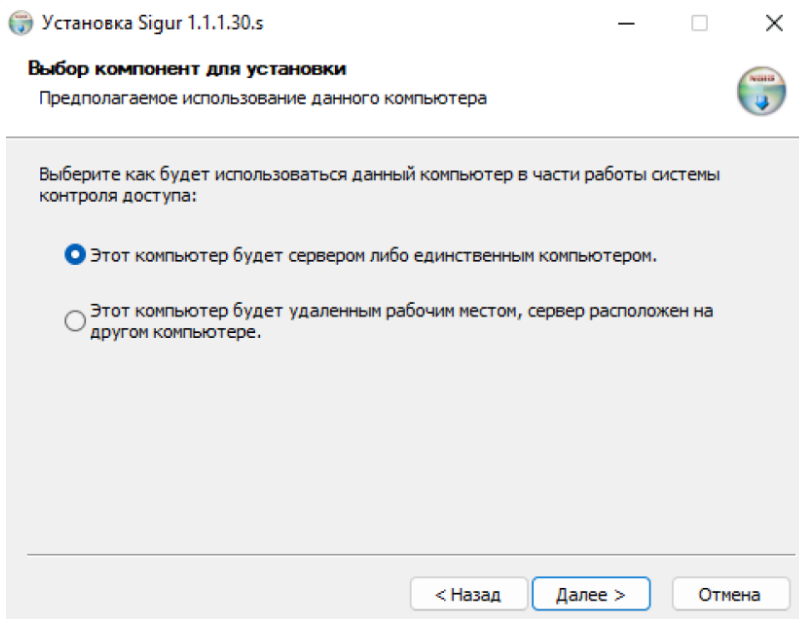 Установка Sigur 1.1.1.30.s
Выбор компонент для установки
Предполагаемое использование данного компьютера
Выберите как будет использоваться данный компьютер в части работы системы
контроля доступа:
Этот компьютер будет сервером либо единственным компьютером.
Этот компьютер будет удаленным рабочим местом, сервер расположен на
другом компьютере.
< Назад
Далее >
Отмена